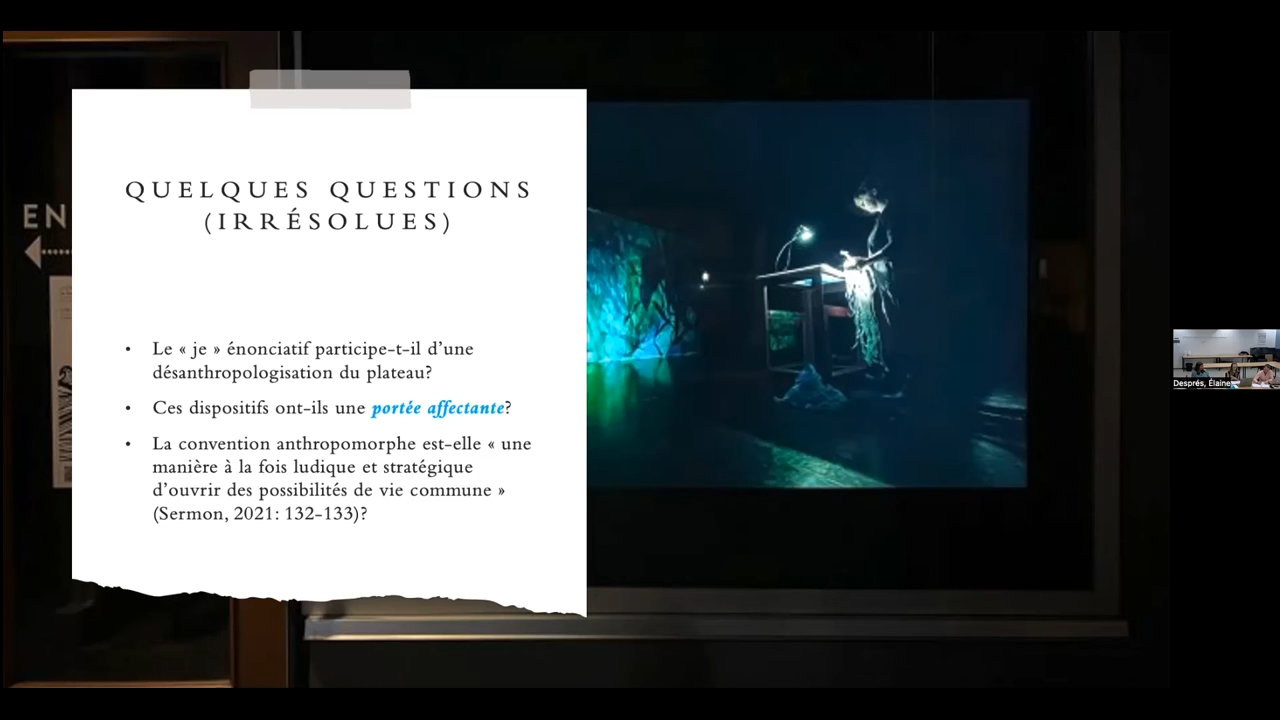 QUELQUES QUESTIONS
(IRRÉSOLUES)
EN
• Le « je » énonciatif participe-t-il d’une
désanthropologisation du plateau?
• Ces dispositifs ont-ils une portée affectante?
• La convention anthropomorphe est-elle « une
manière à la fois ludique et stratégique
d’ouvrir des possibilités de vie commune »
(Sermon, 2021: 132-133)?
Després, Élaine